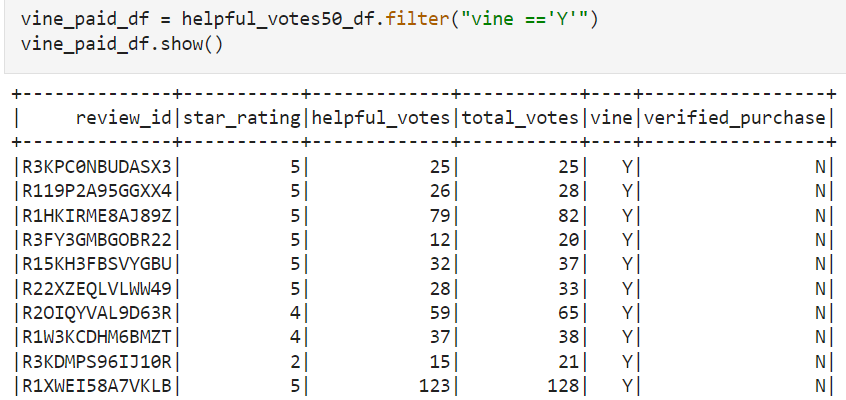 vine_paid_df = helpful_votes50_df.filter("vine =='Y'")
vine_paid_df.show()
+--------------+-----------+-------------+-----------+----+-----------------+
|     review_id|star_rating|helpful_votes|total_votes|vine|verified_purchase|
+--------------+-----------+-------------+-----------+----+-----------------+
|R3KPC0NBUDASX3|          5|           25|         25|   Y|                N|
|R119P2A95GGXX4|          5|           26|         28|   Y|                N|
|R1HKIRME8AJ89Z|          5|           79|         82|   Y|                N|
|R3FY3GMBGOBR22|          5|           12|         20|   Y|                N|
|R15KH3FBSVYGBU|          5|           32|         37|   Y|                N|
|R22XZEQLVLWW49|          5|           28|         33|   Y|                N|
|R2OIQYVAL9D63R|          4|           59|         65|   Y|                N|
|R1W3KCDHM6BMZT|          4|           37|         38|   Y|                N|
|R3KDMPS96IJ10R|          2|           15|         21|   Y|                N|
|R1XWEI58A7VKLB|          5|          123|        128|   Y|                N|